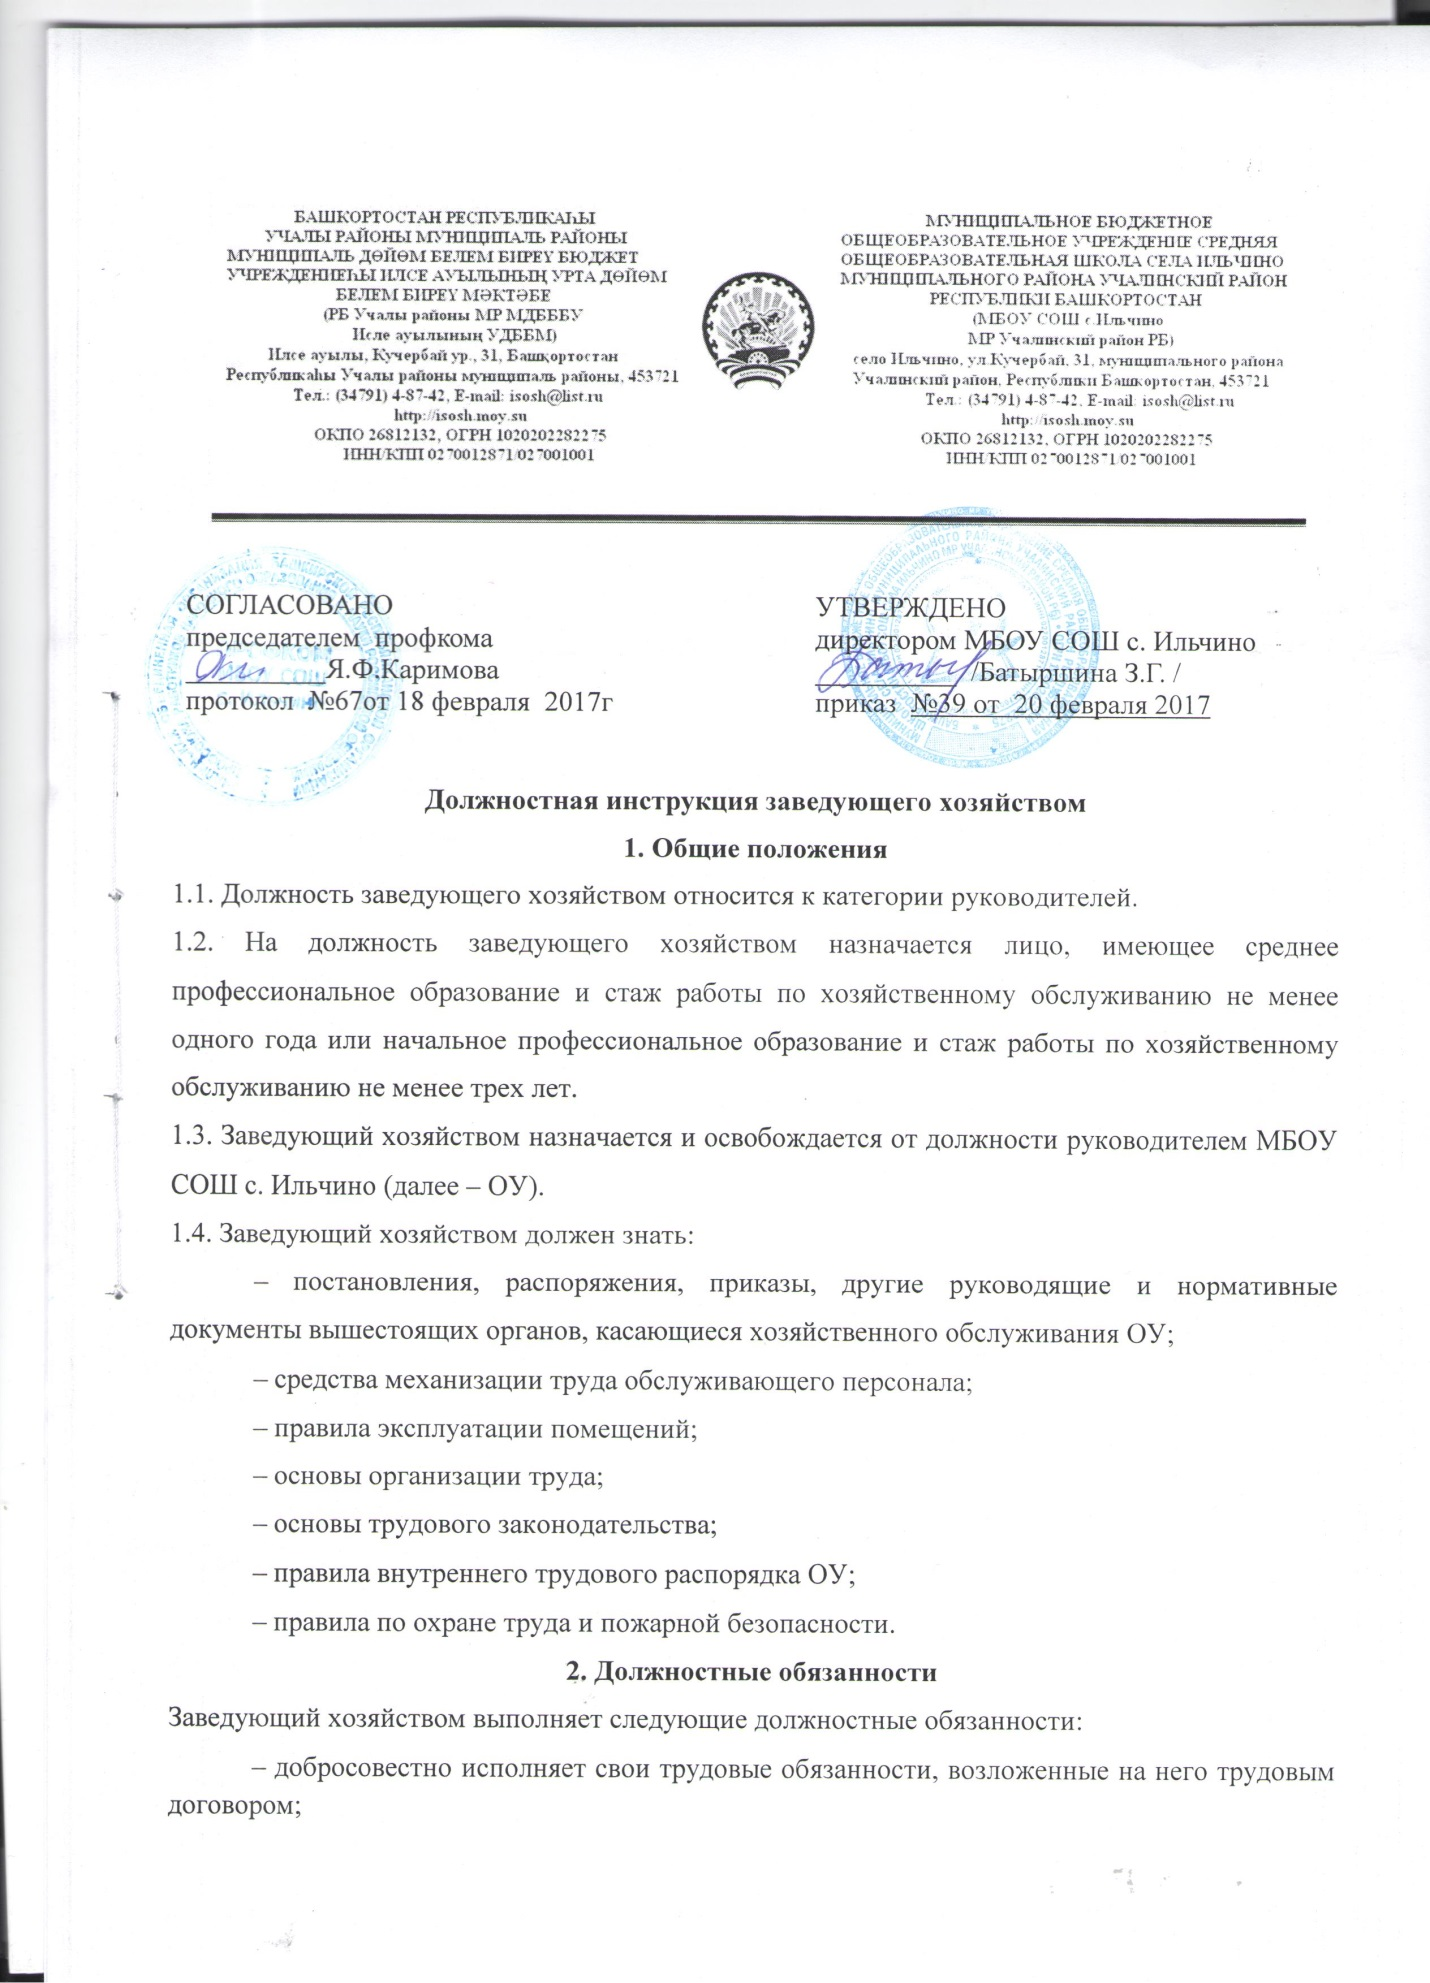 БАШКОРТОСТАН РЕСПУБЛИКАҺЫ
УЧАЛЫ РАЙОНЫ МУНИЦИПАЛЬ РАЙОНЫ
МУНИЦИПАЛЬ ДӨЙӨМ БЕЛЕМ БИРЕҮ БЮДЖЕТ
УЧРЕЖДЕНИЕҺЫ ИЛСЕ АУЫЛЫНЫҢ УРТА ДӨЙӨМ
БЕЛЕМ БИРЕҮ МӘКТӘБЕ
(РБ Учалы районы МР МДБББУ
Исле ауылының УДББМ)
Илсе ауылы, Кучербай ур., 31, Башҡортостан
Республикаһы Учалы районы муниципаль районы, 453721
Тел.: (34791) 4-87-42, E-mail: isosh@list.ru
http://isosh.moy.su
ОКПО 26812132, ОГРН 1020202282275
ИНН/КПП 0270012871/027001001
МУНИЦИПАЛЬНОЕ БЮДЖЕТНОЕ
ОБЩЕОБРАЗОВАТЕЛЬНОЕ УЧРЕЖДЕНИЕ СРЕДНЯЯ
ОБЩЕОБРАЗОВАТЕЛЬНАЯ ШКОЛА СЕЛА ИЛЬЧИНО
МУНИЦИПАЛЬНОГО РАЙОНА УЧАЛИНСКИЙ РАЙОН
РЕСПУБЛИКИ БАШКОРТОСТАН
(МБОУ СОШ с.Ильчино
МР Учалинский район РБ)
село Ильчино, ул.Кучербай, 31, муниципального района
Учалинский район, Республики Башкортостан, 453721
Тел.: (34791) 4-87-42, E-mail: isosh@list.ru
http://isosh.moy.su
ОКПО 26812132, ОГРН 1020202282275
ИНН/КПП 0270012871/027001001
СОГЛАСОВАНО
председателем профкома
__________Я.Ф.Каримова
протокол №67от 18 февраля 2017г
УТВЕРЖДЕНО
директором МБОУ СОШ с. Ильчино
___________/Батыршина З.Г. /
приказ №39 от 20 февраля 2017
Должностная инструкция заведующего хозяйством
1. Общие положения
1.1. Должность заведующего хозяйством относится к категории руководителей.
1.2. На должность заведующего хозяйством назначается лицо, имеющее среднее
профессиональное образование и стаж работы по хозяйственному обслуживанию не менее
одного года или начальное профессиональное образование и стаж работы по хозяйственному
обслуживанию не менее трех лет.
1.3. Заведующий хозяйством назначается и освобождается от должности руководителем МБОУ
СОШ с. Ильчино (далее – ОУ).
1.4. Заведующий хозяйством должен знать:
– постановления, распоряжения, приказы, другие руководящие и нормативные
документы вышестоящих органов, касающиеся хозяйственного обслуживания ОУ;
– средства механизации труда обслуживающего персонала;
– правила эксплуатации помещений;
– основы организации труда;
– основы трудового законодательства;
– правила внутреннего трудового распорядка ОУ;
– правила по охране труда и пожарной безопасности.
2. Должностные обязанности
Заведующий хозяйством выполняет следующие должностные обязанности:
– добросовестно исполняет свои трудовые обязанности, возложенные на него трудовым
договором;